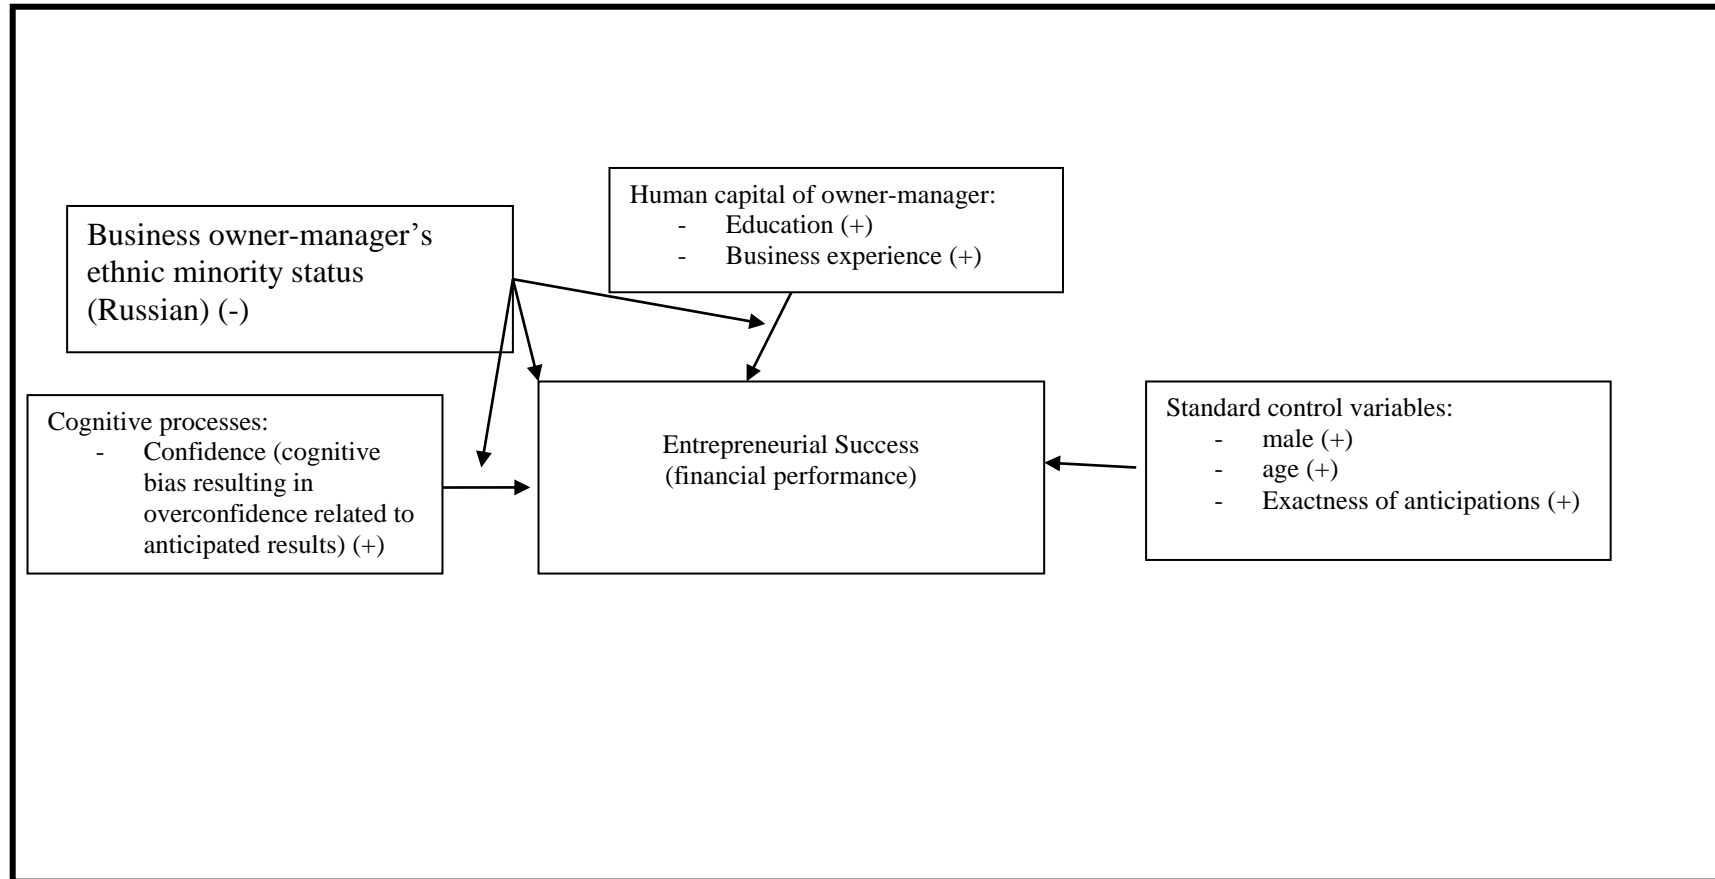 Business owner-manager’s
ethnic minority status
(Russian) (-)
Human capital of owner-manager:
- Education (+)
- Business experience (+)
Cognitive processes:
- Confidence (cognitive
bias resulting in
overconfidence related to
anticipated results) (+)
Entrepreneurial Success
(financial performance)
Standard control variables:
- male (+)
- age (+)
- Exactness of anticipations (+)